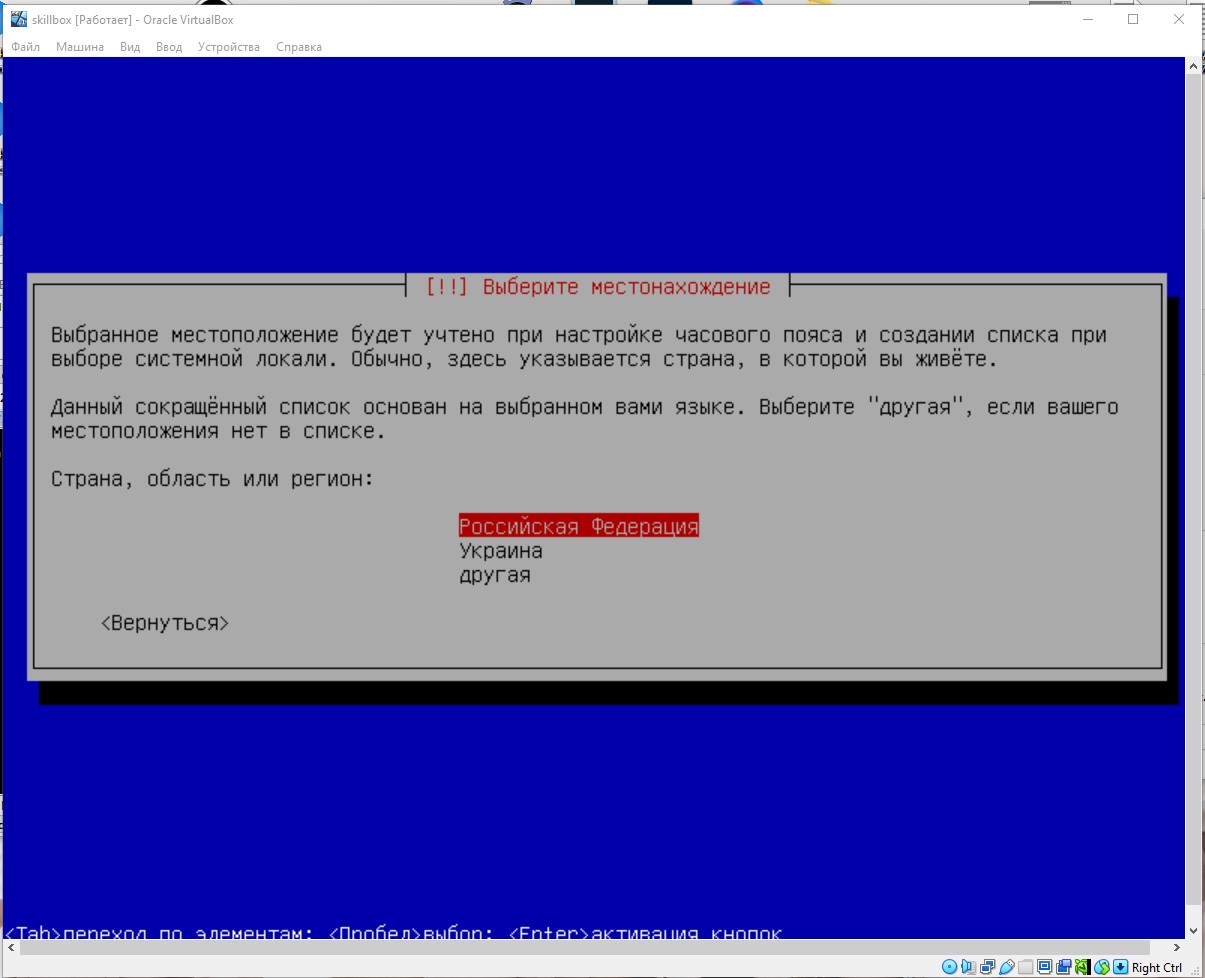 skillbox [Работает] - Oracle VirtualBox
Файл Машина Вид Ввод Устройства Справка
[!!] Выберите местонахождение
Выбранное местоположение будет учтено при настройке часового пояса и создании списка при
выборе системной локали. Обычно, здесь указывается страна, в которой вы живёте.
Данный сокращённый список основан на выбранном вами языке. Выберите "другая", если вашего
местоположения нет в списке.
Страна, область или регион:
Российская Федерация
Украина
другая
<Вернуться>
<Tab>переход по элементам; <Пробел>выбор; <Enter>активация кнопок
Right Ctrl